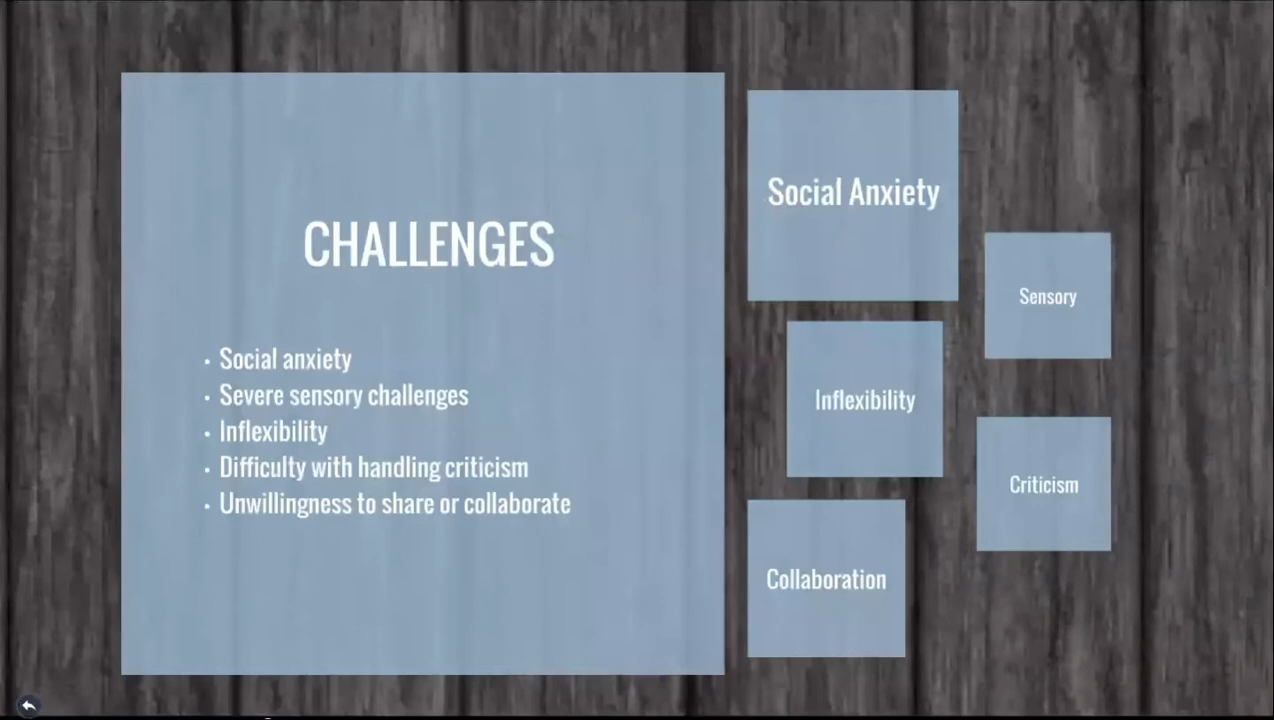 CHALLENGES
• Social anxiety
• Severe sensory challenges
• Inflexibility
• Difficulty with handling criticism
• Unwillingness to share or collaborate
Social Anxiety
Sensory
Inflexibility
Criticism
Collaboration